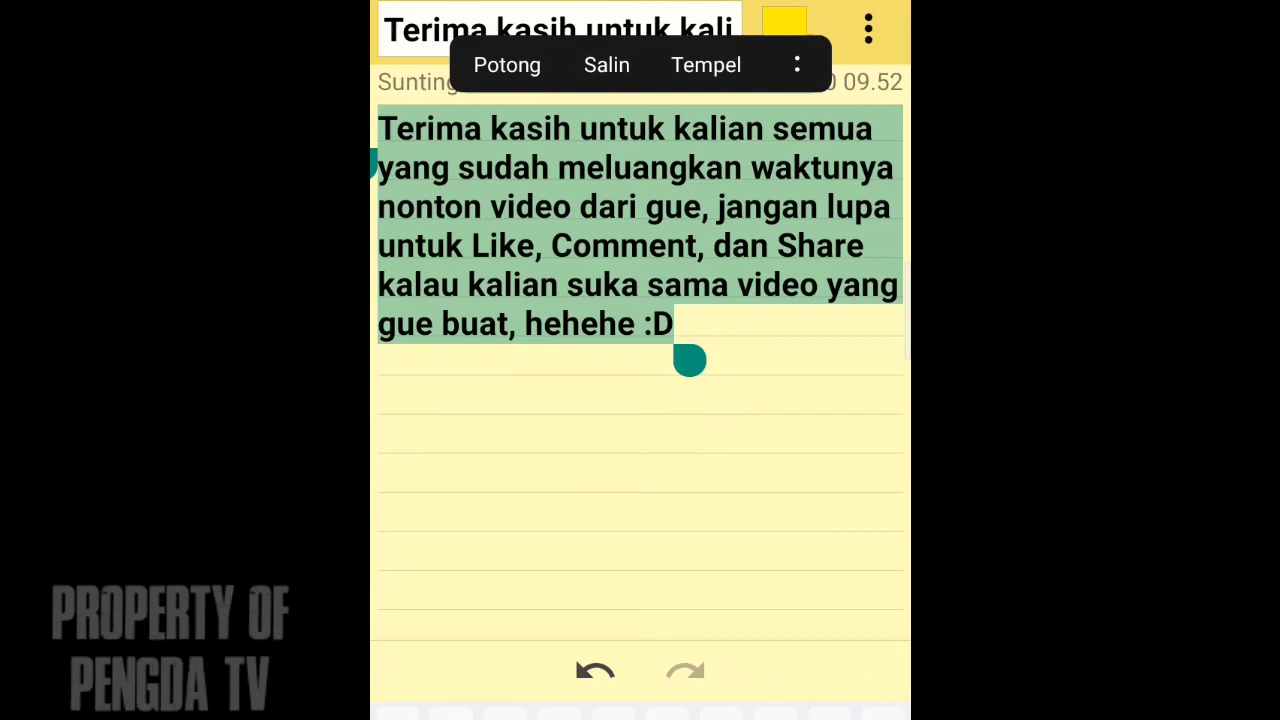 Terima kasih untuk kali
Potong Salin Tempel
Sunting 09.52
Terima kasih untuk kalian semua
yang sudah meluangkan waktunya
nonton video dari gue, jangan lupa
untuk Like, Comment, dan Share
kalau kalian suka sama video yang
gue buat, hehehe :D
PROPERTY OF
PENGDA TV